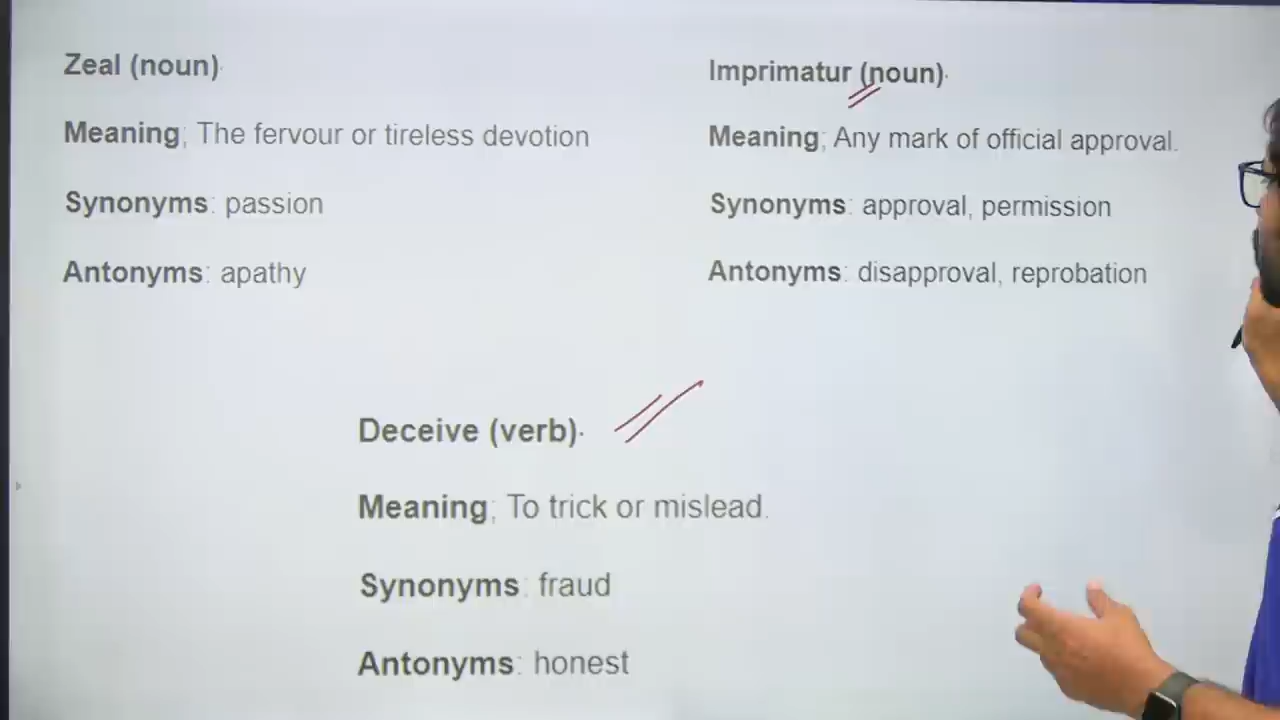 Zeal (noun)
Meaning; The fervour or tireless devotion
Synonyms: passion
Antonyms: apathy
Imprimatur (noun).
Meaning; Any mark of official approval.
Synonyms: approval, permission
Antonyms: disapproval, reprobation
Deceive (verb).
Meaning; To trick or mislead.
Synonyms: fraud
Antonyms: honest